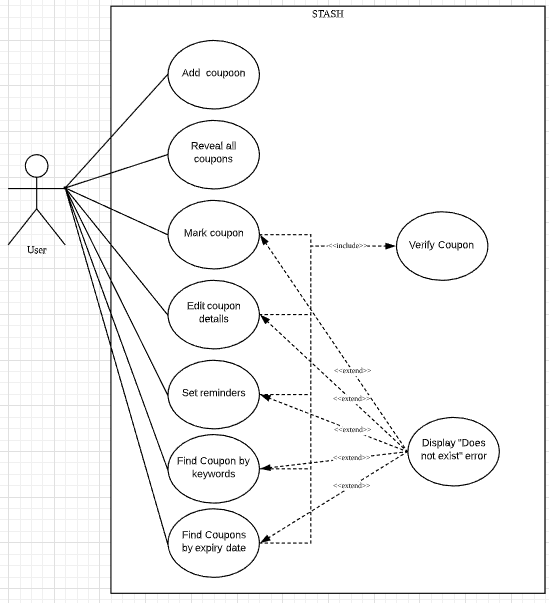 STASH
Add coupoon
Reveal all
coupons
Mark coupon
<<include>>
Verify Coupon
User
Edit coupon
details
<<extend>>
Set reminders
<<extend>>
<<extend>>
Display "Does
not exist" error
Find Coupon by
keywords
<<extend>>
<<extend>>
Find Coupons
by expiry date